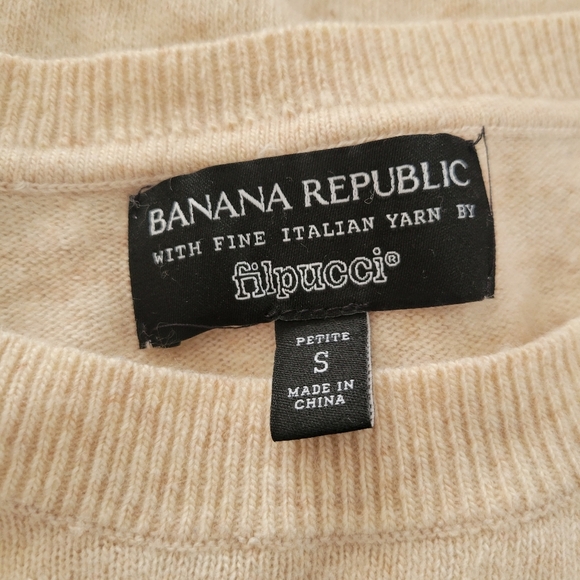 BANANA REPUBLIC
WITH FINE ITALIAN YARN BY
filpucci®
PETITE
S
MADE IN
CHINA